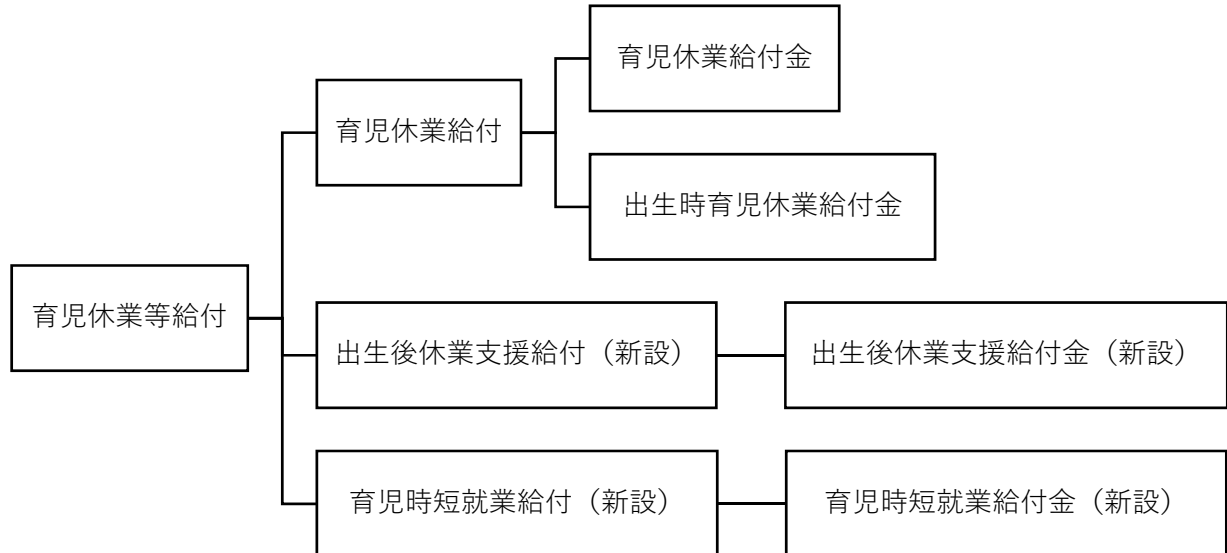 育児休業給付金
育児休業給付
出生時育児休業給付金
育児休業等給付
出生後休業支援給付（新設）
出生後休業支援給付金（新設）
育児時短就業給付（新設）
育児時短就業給付金（新設）